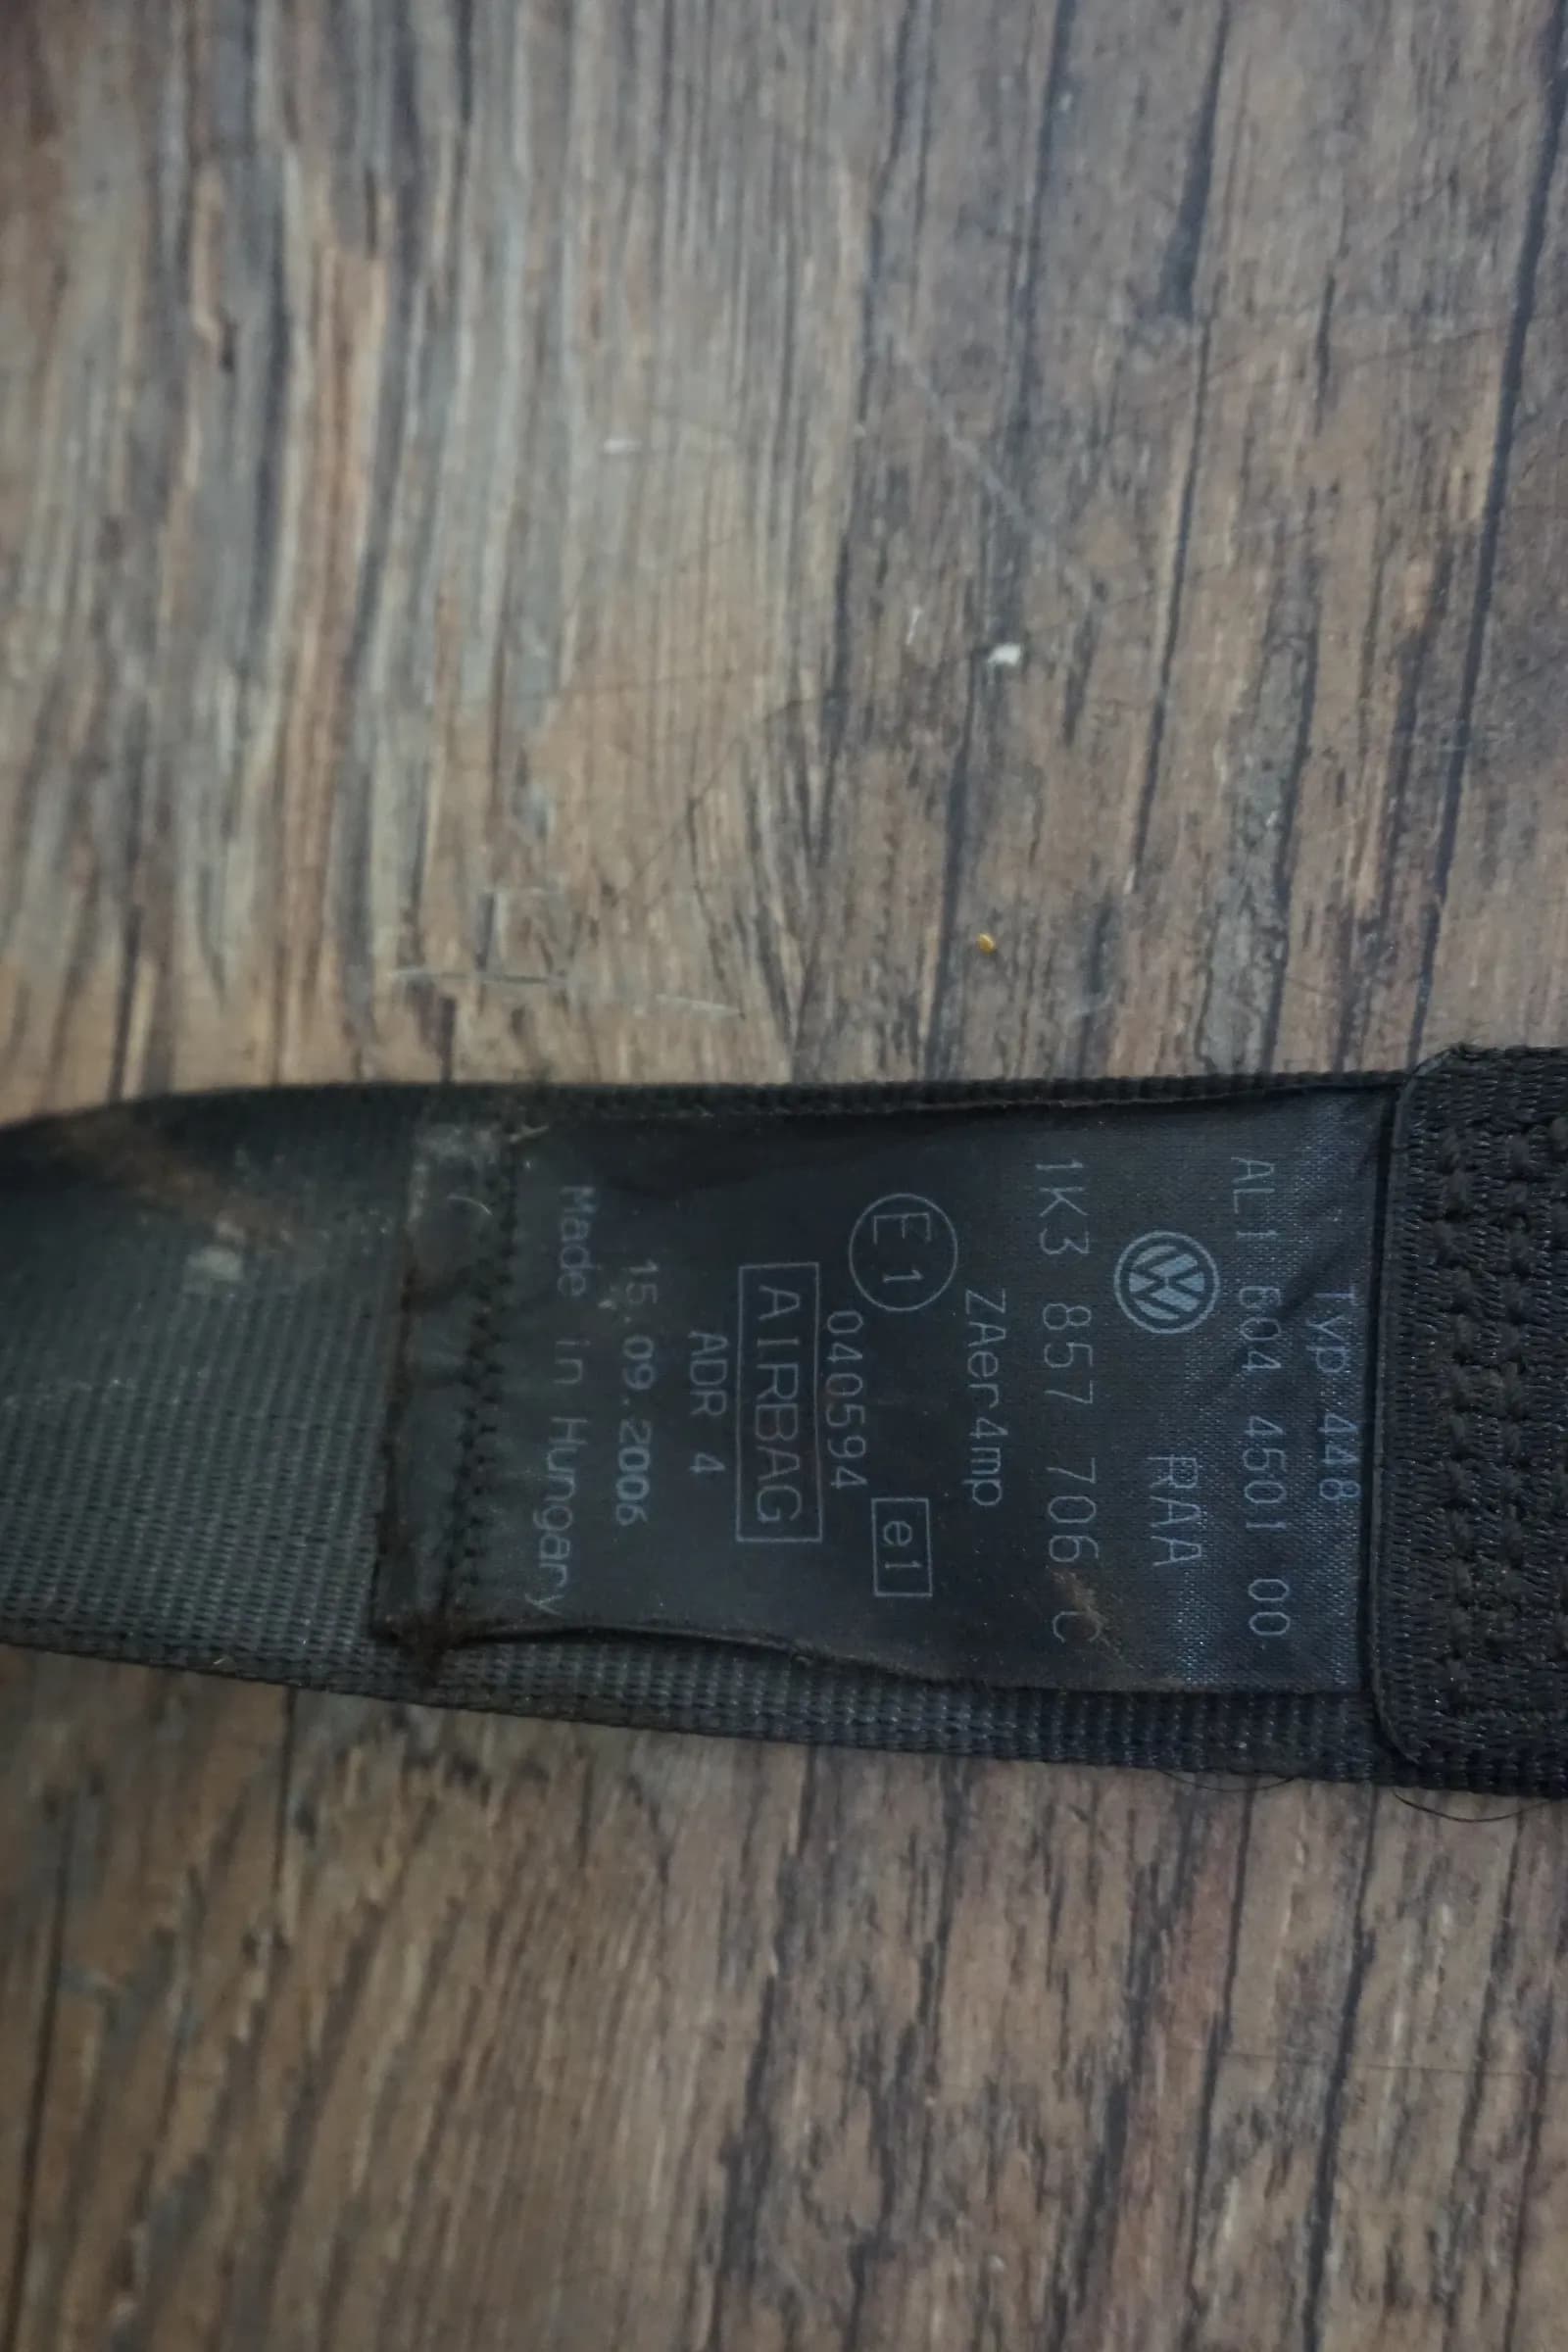 Typ 448
AL1 804 4501 00
RAA
1K3 857 706 C
ZAer4mp
E1
e1
040594
AIRBAG
ADR 4
15.09.2006
Made in Hungary